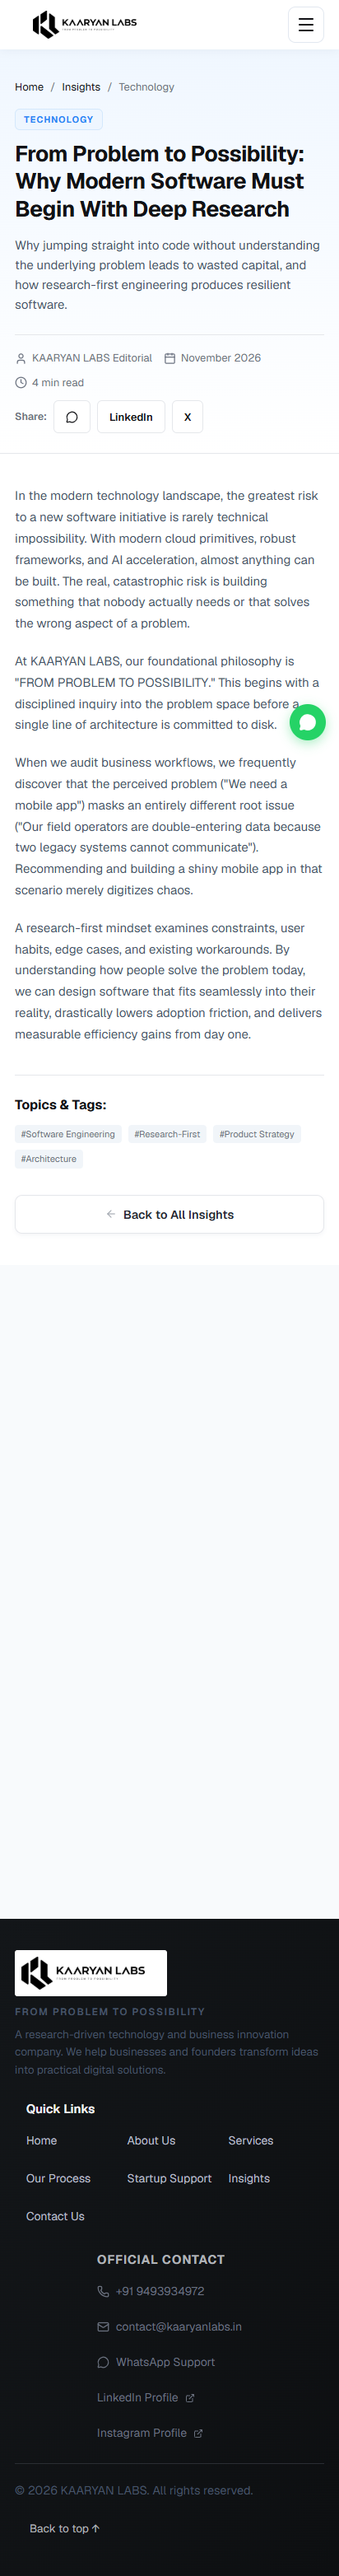 KAARYAN LABS
FROM PROBLEM TO POSSIBILITY
Home / Insights / Technology
TECHNOLOGY
From Problem to Possibility:
Why Modern Software Must
Begin With Deep Research
Why jumping straight into code without understanding
the underlying problem leads to wasted capital, and
how research-first engineering produces resilient
software.
KAARYAN LABS Editorial November 2026
4 min read
Share: LinkedIn X
In the modern technology landscape, the greatest risk
to a new software initiative is rarely technical
impossibility. With modern cloud primitives, robust
frameworks, and AI acceleration, almost anything can
be built. The real, catastrophic risk is building
something that nobody actually needs or that solves
the wrong aspect of a problem.
At KAARYAN LABS, our foundational philosophy is
"FROM PROBLEM TO POSSIBILITY." This begins with a
disciplined inquiry into the problem space before a
single line of architecture is committed to disk.
When we audit business workflows, we frequently
discover that the perceived problem ("We need a
mobile app") masks an entirely different root issue
("Our field operators are double-entering data because
two legacy systems cannot communicate").
Recommending and building a shiny mobile app in that
scenario merely digitizes chaos.
A research-first mindset examines constraints, user
habits, edge cases, and existing workarounds. By
understanding how people solve the problem today,
we can design software that fits seamlessly into their
reality, drastically lowers adoption friction, and delivers
measurable efficiency gains from day one.
Topics & Tags:
#Software Engineering #Research-First #Product Strategy
#Architecture
← Back to All Insights
KAARYAN LABS
FROM PROBLEM TO POSSIBILITY
FROM PROBLEM TO POSSIBILITY
A research-driven technology and business innovation
company. We help businesses and founders transform ideas
into practical digital solutions.
Quick Links
Home About Us Services
Our Process Startup Support Insights
Contact Us
OFFICIAL CONTACT
+91 9493934972
contact@kaaryanlabs.in
WhatsApp Support
LinkedIn Profile
Instagram Profile
© 2026 KAARYAN LABS. All rights reserved.
Back to top ↑